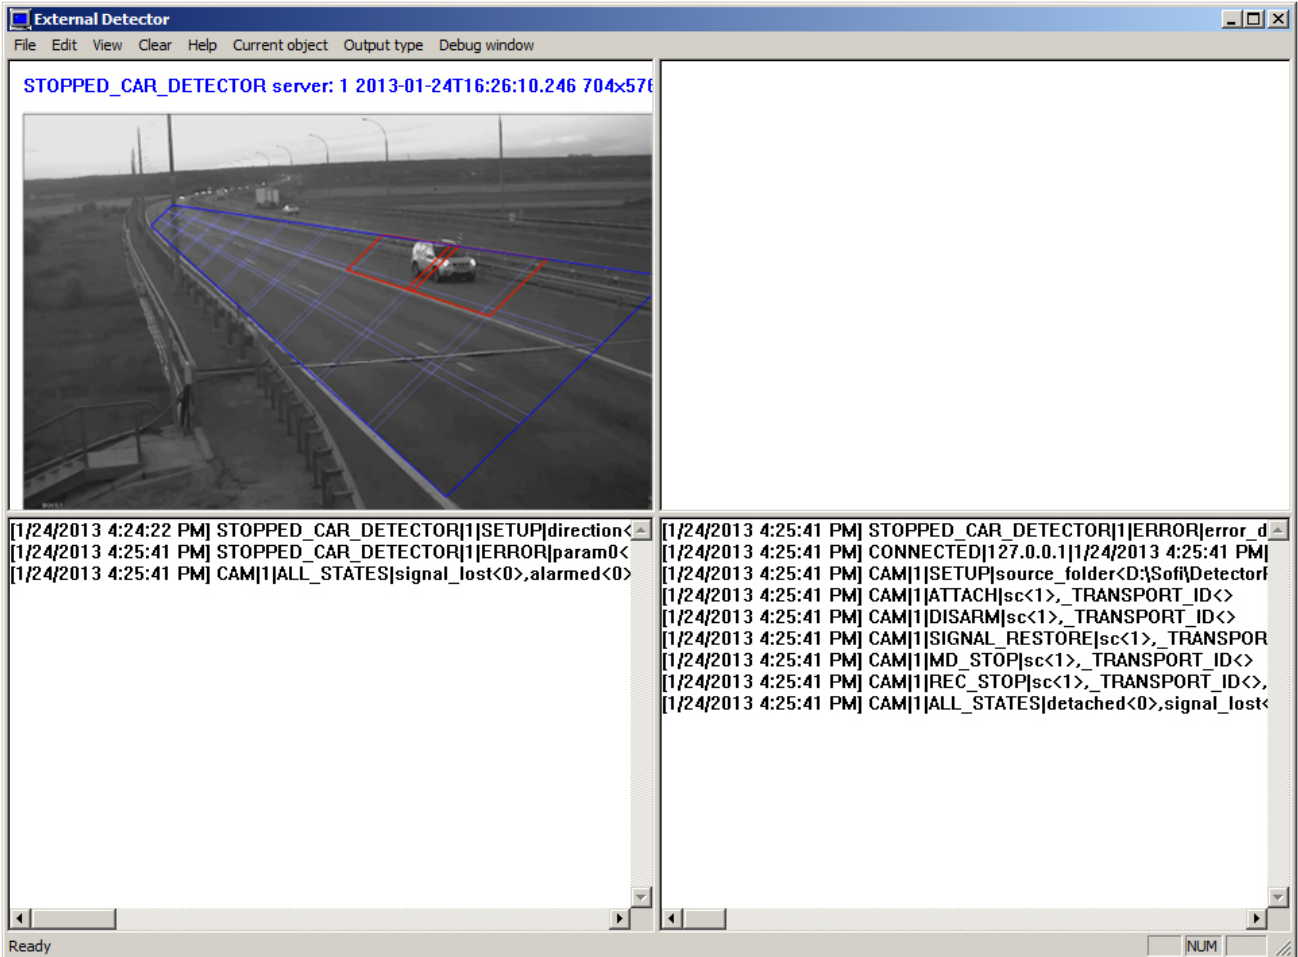 External Detector
File Edit View Clear Help Current object Output type Debug window
STOPPED_CAR_DETECTOR server: 1 2013-01-24T16:26:10.246 704x576
[1/24/2013 4:24:22 PM] STOPPED_CAR_DETECTOR|1|SETUP|direction<
[1/24/2013 4:25:41 PM] STOPPED_CAR_DETECTOR|1|ERROR|param0<
[1/24/2013 4:25:41 PM] CAM|1|ALL_STATES|signal_lost<0>,alarmed<0>
[1/24/2013 4:25:41 PM] STOPPED_CAR_DETECTOR|1|ERROR|error_d
[1/24/2013 4:25:41 PM] CONNECTED|127.0.0.1|1/24/2013 4:25:41 PM|
[1/24/2013 4:25:41 PM] CAM|1|SETUP|source_folder<D:\Sofi\Detector
[1/24/2013 4:25:41 PM] CAM|1|ATTACH|sc<1>,_TRANSPORT_ID<>
[1/24/2013 4:25:41 PM] CAM|1|DISARM|sc<1>,_TRANSPORT_ID<>
[1/24/2013 4:25:41 PM] CAM|1|SIGNAL_RESTORE|sc<1>,_TRANSPOR
[1/24/2013 4:25:41 PM] CAM|1|MD_STOP|sc<1>,_TRANSPORT_ID<>
[1/24/2013 4:25:41 PM] CAM|1|REC_STOP|sc<1>,_TRANSPORT_ID<>,
[1/24/2013 4:25:41 PM] CAM|1|ALL_STATES|detached<0>,signal_lost<
Ready
NUM